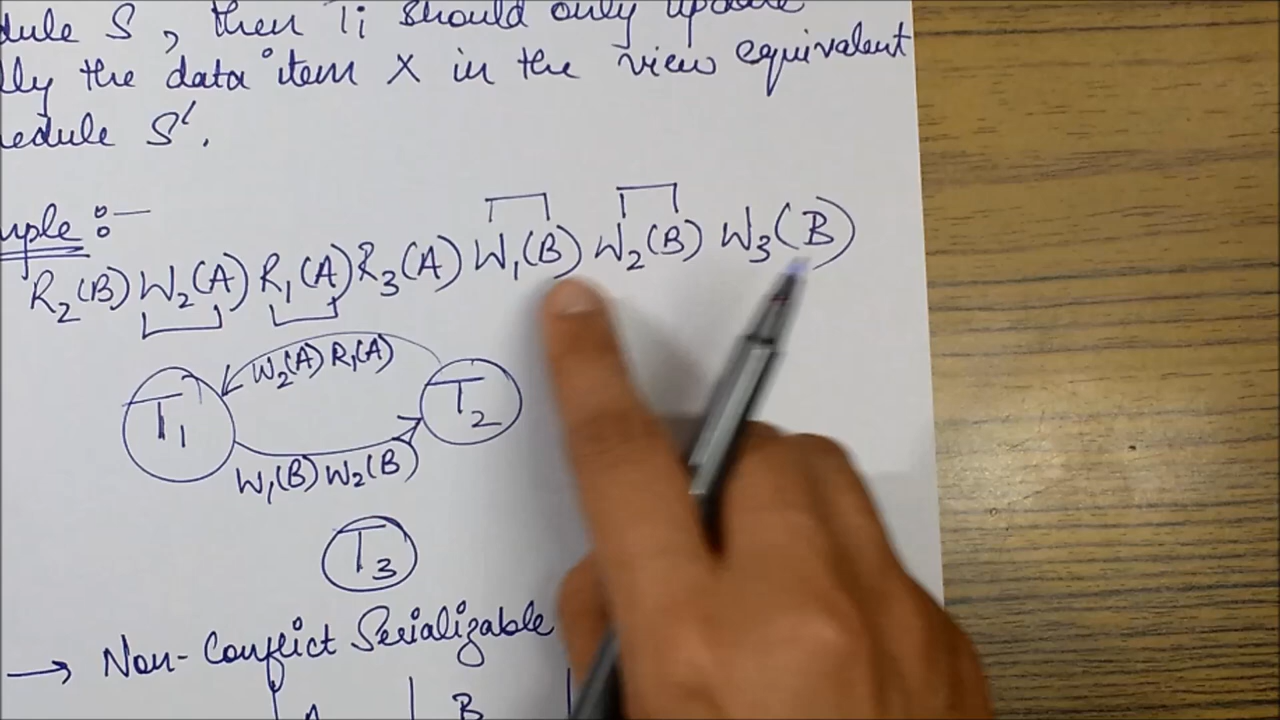 dule S, then Ti should only update
lly the data item X in the view equivalent
edule S'.
mple :-
R2(B) W2(A) R1(A) R3(A) W1(B) W2(B) W3(B)
W2(A) R1(A)
T1 T2
W1(B) W2(B)
T3
→ Non-Conflict Serializable
A B